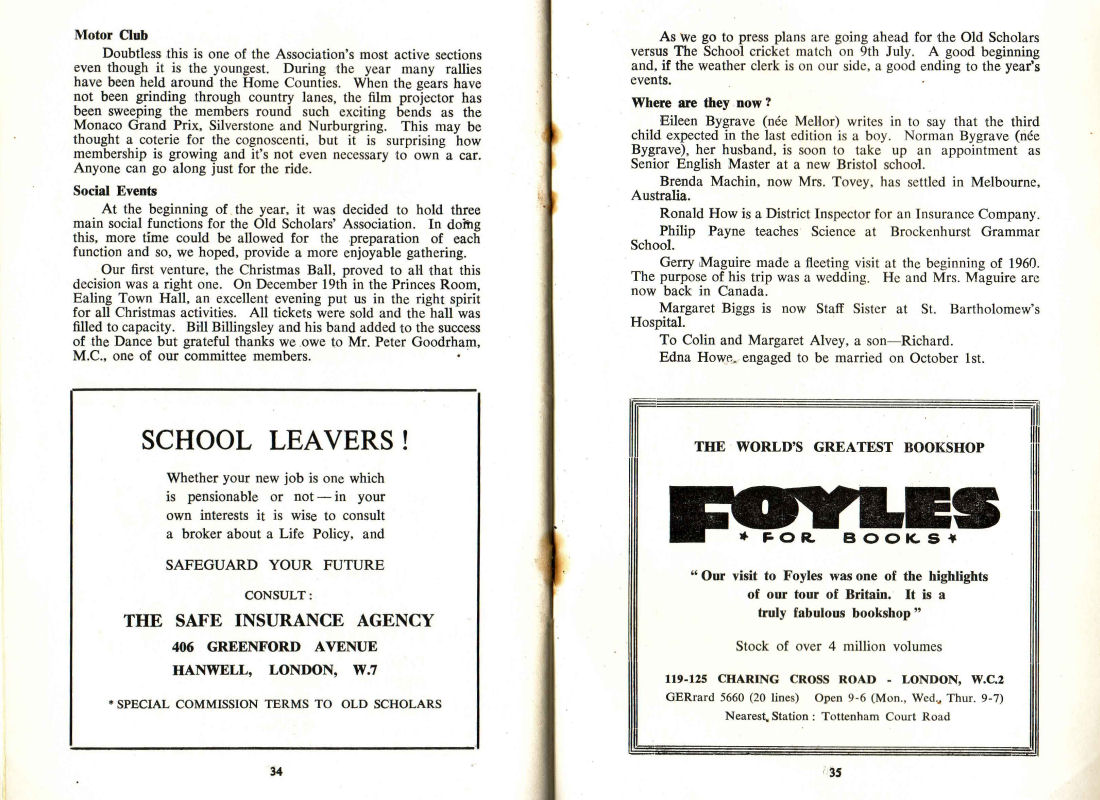 Motor Club
Doubtless this is one of the Association's most active sections
even though it is the youngest. During the year many rallies
have been held around the Home Counties. When the gears have
not been grinding through country lanes, the film projector has
been sweeping the members round such exciting bends as the
Monaco Grand Prix, Silverstone and Nurburgring. This may be
thought a coterie for the cognoscenti, but it is surprising how
membership is growing and it's not even necessary to own a car.
Anyone can go along just for the ride.
Social Events
At the beginning of the year, it was decided to hold three
main social functions for the Old Scholars' Association. In doing
this, more time could be allowed for the preparation of each
function and so, we hoped, provide a more enjoyable gathering.
Our first venture, the Christmas Ball, proved to all that this
decision was a right one. On December 19th in the Princes Room,
Ealing Town Hall, an excellent evening put us in the right spirit
for all Christmas activities. All tickets were sold and the hall was
filled to capacity. Bill Billingsley and his band added to the success
of the Dance but grateful thanks we owe to Mr. Peter Goodrham,
M.C., one of our committee members.
SCHOOL LEAVERS!
Whether your new job is one which
is pensionable or not—in your
own interests it is wise to consult
a broker about a Life Policy, and
SAFEGUARD YOUR FUTURE
CONSULT:
THE SAFE INSURANCE AGENCY
406 GREENFORD AVENUE
HANWELL, LONDON, W.7
*SPECIAL COMMISSION TERMS TO OLD SCHOLARS
34
As we go to press plans are going ahead for the Old Scholars
versus The School cricket match on 9th July. A good beginning
and, if the weather clerk is on our side, a good ending to the year's
events.
Where are they now?
Eileen Bygrave (née Mellor) writes in to say that the third
child expected in the last edition is a boy. Norman Bygrave (née
Bygrave), her husband, is soon to take up an appointment as
Senior English Master at a new Bristol school.
Brenda Machin, now Mrs. Tovey, has settled in Melbourne,
Australia.
Ronald How is a District Inspector for an Insurance Company.
Philip Payne teaches Science at Brockenhurst Grammar
School.
Gerry Maguire made a fleeting visit at the beginning of 1960.
The purpose of his trip was a wedding. He and Mrs. Maguire are
now back in Canada.
Margaret Biggs is now Staff Sister at St. Bartholomew's
Hospital.
To Colin and Margaret Alvey, a son—Richard.
Edna Howe, engaged to be married on October 1st.
THE WORLD'S GREATEST BOOKSHOP
FOYLES
* FOR BOOKS *
"Our visit to Foyles was one of the highlights
of our tour of Britain. It is a
truly fabulous bookshop"
Stock of over 4 million volumes
119-125 CHARING CROSS ROAD - LONDON, W.C.2
GERrard 5660 (20 lines) Open 9-6 (Mon., Wed., Thur. 9-7)
Nearest Station: Tottenham Court Road
35